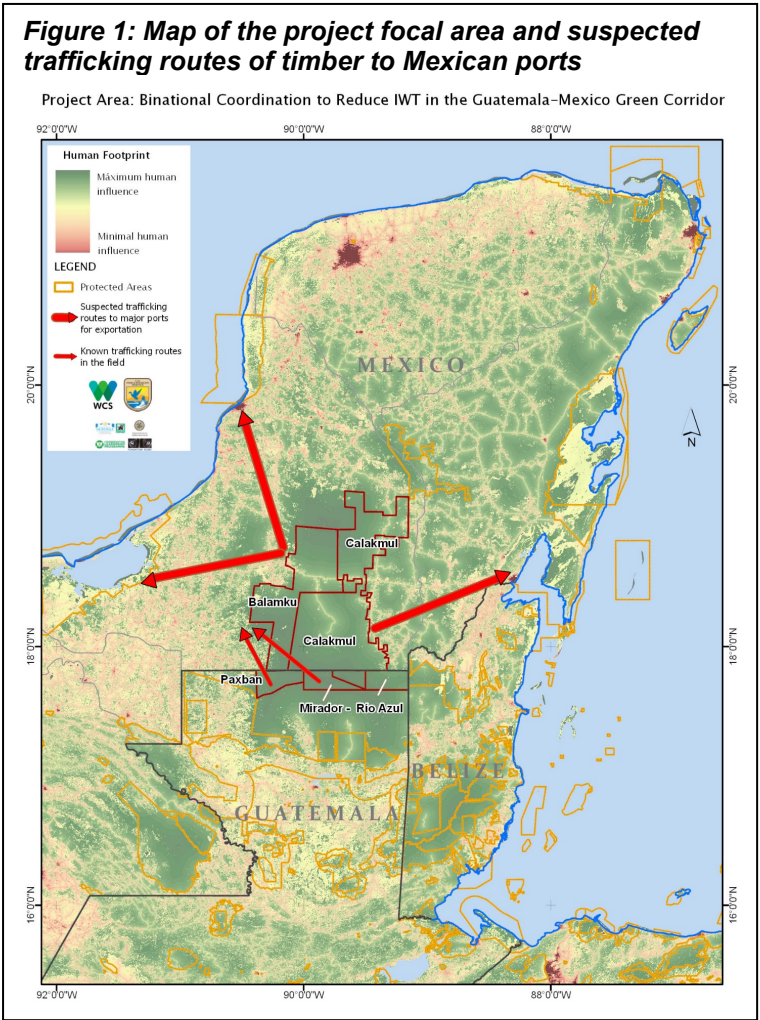 Figure 1: Map of the project focal area and suspected
trafficking routes of timber to Mexican ports
Project Area: Binational Coordination to Reduce IWT in the Guatemala-Mexico Green Corridor
92°0'0"W
90°0'0"W
88°0'0"W
Human Footprint
Máximum human
influence
Minimal human
influence
LEGEND
Protected Areas
Suspected trafficking
routes to major ports
for exportation
Known trafficking routes
in the field
WCS
MEXICO
20°0'0"N
20°0'0"N
N
Calakmul
Balamku
Calakmul
18°0'0"N
18°0'0"N
Paxban
Mirador - Rio Azul
BELIZE
GUATEMALA
16°0'0"N
16°0'0"N
92°0'0"W
90°0'0"W
88°0'0"W